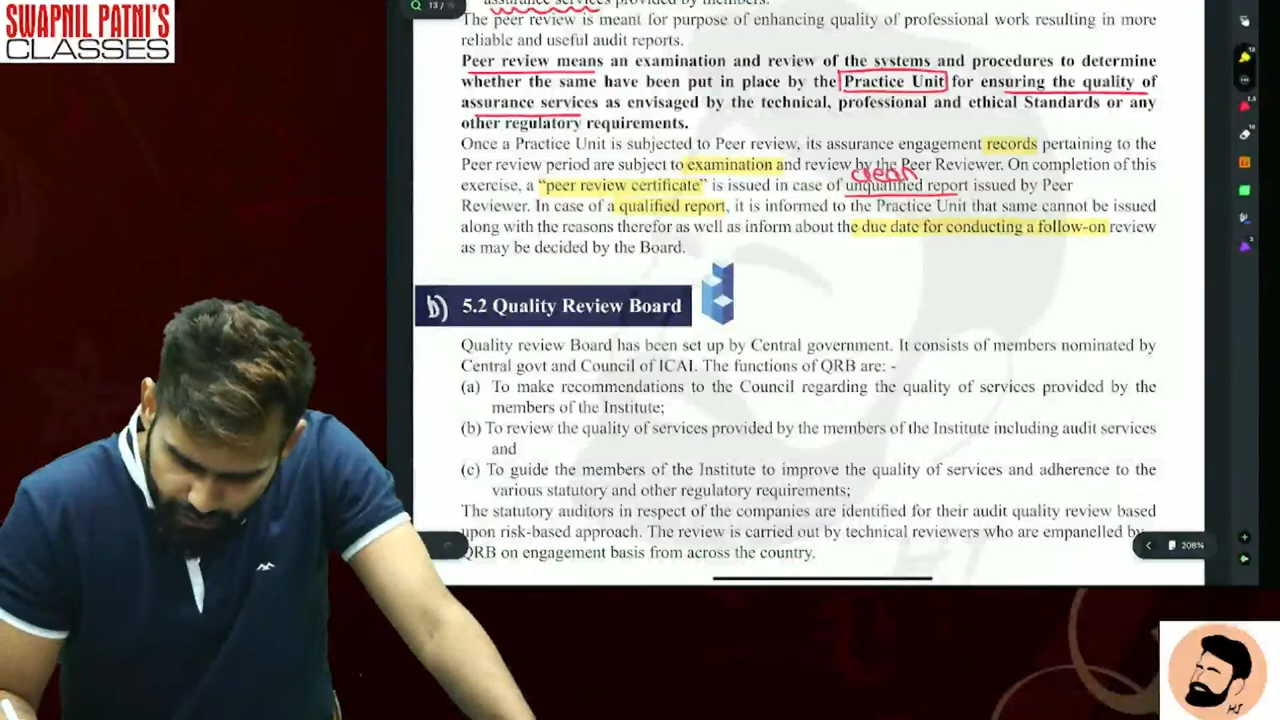 SWAPNIL PATNI'S
CLASSES
13 /
assurance services provided by members.
The peer review is meant for purpose of enhancing quality of professional work resulting in more
reliable and useful audit reports.
Peer review means an examination and review of the systems and procedures to determine
whether the same have been put in place by the Practice Unit for ensuring the quality of
assurance services as envisaged by the technical, professional and ethical Standards or any
other regulatory requirements.
Once a Practice Unit is subjected to Peer review, its assurance engagement records pertaining to the
Peer review period are subject to examination and review by the Peer Reviewer. On completion of this
clean
exercise, a “peer review certificate” is issued in case of unqualified report issued by Peer
Reviewer. In case of a qualified report, it is informed to the Practice Unit that same cannot be issued
along with the reasons therefor as well as inform about the due date for conducting a follow-on review
as may be decided by the Board.
b) 5.2 Quality Review Board
Quality review Board has been set up by Central government. It consists of members nominated by
Central govt and Council of ICAI. The functions of QRB are: -
(a) To make recommendations to the Council regarding the quality of services provided by the
members of the Institute;
(b) To review the quality of services provided by the members of the Institute including audit services
and
(c) To guide the members of the Institute to improve the quality of services and adherence to the
various statutory and other regulatory requirements;
The statutory auditors in respect of the companies are identified for their audit quality review based
upon risk-based approach. The review is carried out by technical reviewers who are empanelled by
QRB on engagement basis from across the country.
208%
HS